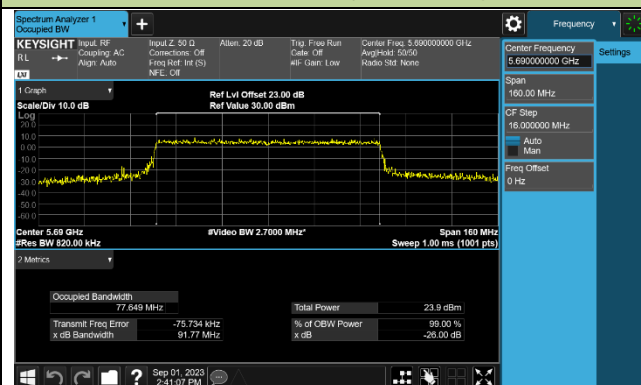 Spectrum Analyzer 1
Occupied BW
Frequency
KEYSIGHT Input: RF Input Z: 50 Ω Atten: 20 dB Trig: Free Run Center Freq: 5.690000000 GHz
RL Coupling: AC Corrections: Off Gate: Off Avg|Hold: 50/50
Align: Auto Freq Ref: Int (S) #IF Gain: Low Radio Std: None
NFE: Off
LXI
Center Frequency
5.690000000 GHz
Settings
Span
160.00 MHz
CF Step
16.000000 MHz
Auto
Man
Freq Offset
0 Hz
1 Graph
Scale/Div 10.0 dB
Ref Lvl Offset 23.00 dB
Ref Value 30.00 dBm
Log
20.0
10.0
0.00
-10.0
-20.0
-30.0
-40.0
-50.0
-60.0
Center 5.69 GHz #Video BW 2.7000 MHz* Span 160 MHz
#Res BW 820.00 kHz Sweep 1.00 ms (1001 pts)
2 Metrics
Occupied Bandwidth
77.649 MHz Total Power 23.9 dBm
Transmit Freq Error -75.734 kHz % of OBW Power 99.00 %
x dB Bandwidth 91.77 MHz x dB -26.00 dB
Sep 01, 2023
2:41:07 PM